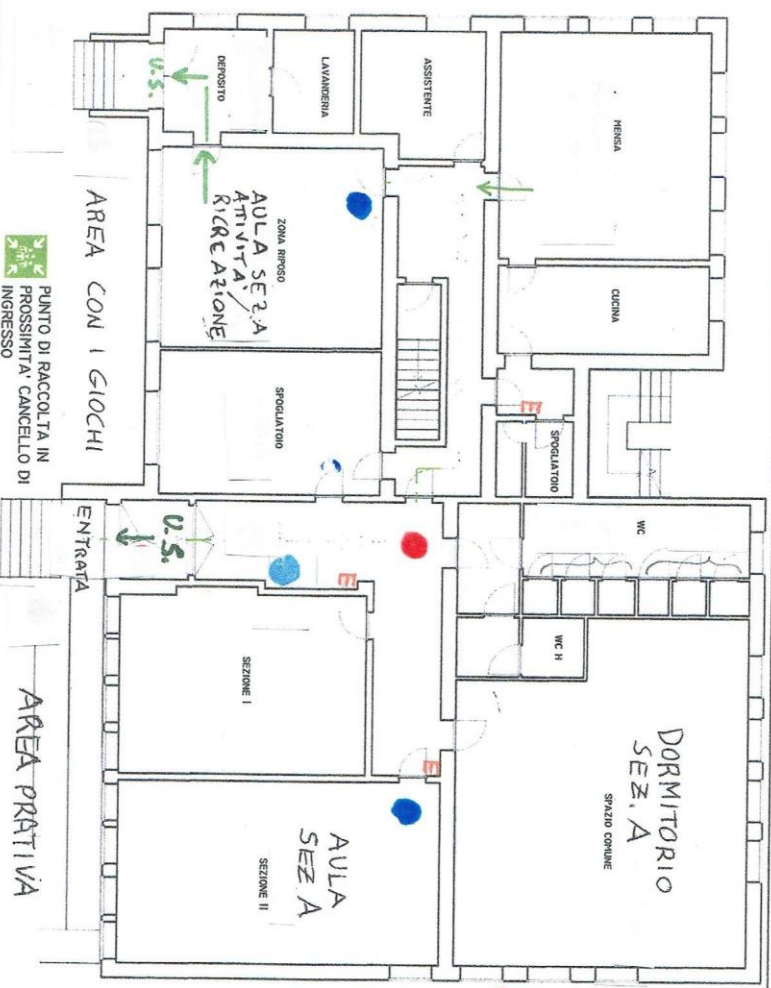 MENSA
CUCINA
ASSISTENTE
LAVANDERIA
DEPOSITO
U.S.
ZONA RIPOSO
AULA SEZ. A
ATTIVITA'/
RICREAZIONE
SPOGLIATOIO
E
SPOGLIATOIO
WC
WC H
DORMITORIO
SEZ. A
SPAZIO COMUNE
E
SEZIONE I
E
AULA
SEZ A
SEZIONE II
U.S.
ENTRATA
AREA CON I GIOCHI
AREA PRATIVA
PUNTO DI RACCOLTA IN
PROSSIMITA' CANCELLO DI
INGRESSO